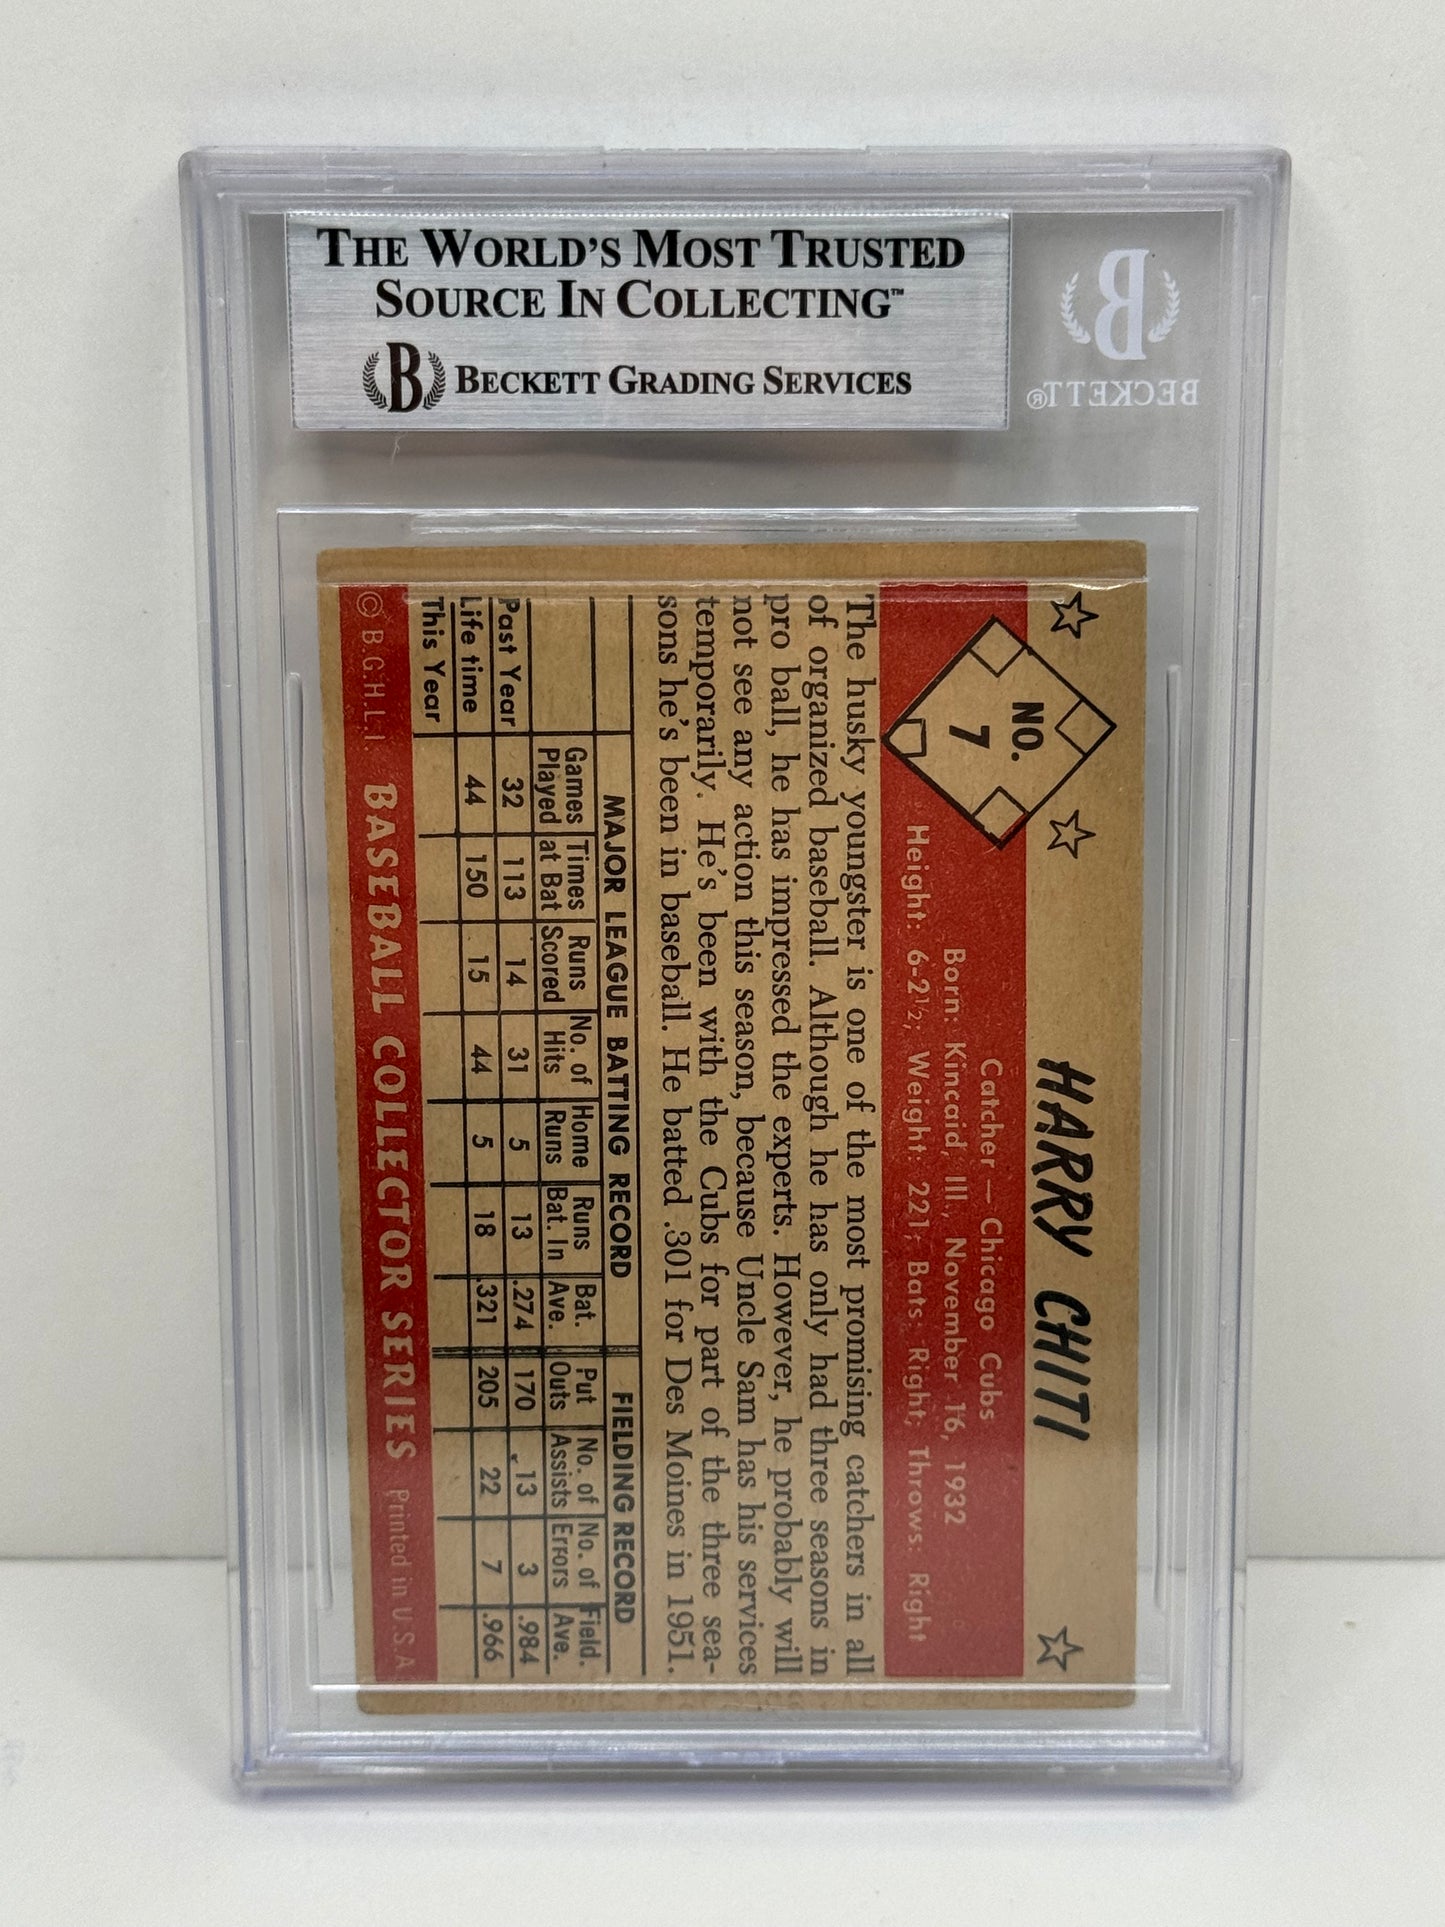 THE WORLD'S MOST TRUSTED
SOURCE IN COLLECTING™
B BECKETT GRADING SERVICES
B
BECKETT®
NO.
7
HARRY CHITI
Catcher — Chicago Cubs
Born: Kincaid, Ill., November 16, 1932
Height: 6-2½; Weight: 221; Bats: Right; Throws: Right
The husky youngster is one of the most promising catchers in all
of organized baseball. Although he has only had three seasons in
pro ball, he has impressed the experts. However, he probably will
not see any action this season, because Uncle Sam has his services
temporarily. He's been with the Cubs for part of the three sea-
sons he's been in baseball. He batted .301 for Des Moines in 1951.
MAJOR LEAGUE BATTING RECORD FIELDING RECORD
Games Times Runs No. of Home Runs Bat. Put No. of No. of Field.
Played at Bat Scored Hits Runs Bat. In Ave. Outs Assists Errors Ave.
Past Year 32 113 14 31 5 13 .274 170 13 3 .984
Life time 44 150 15 44 5 18 .321 205 22 7 .966
This Year
© B.G.H.L.I. BASEBALL COLLECTOR SERIES Printed in U.S.A.